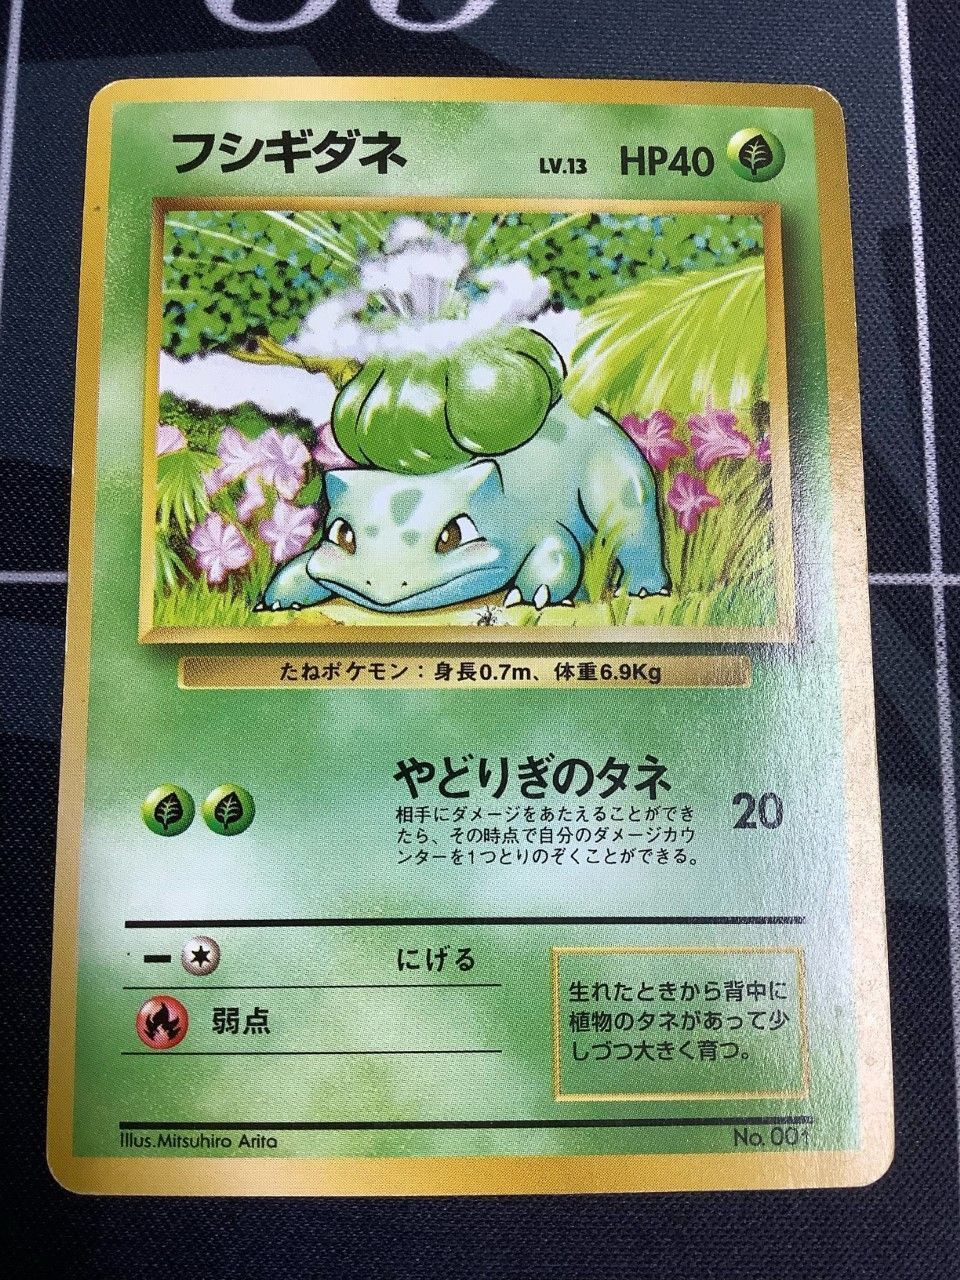 フシギダネ LV.13 HP40
たねポケモン：身長0.7m、体重6.9Kg
やどりぎのタネ 20
相手にダメージをあたえることができ
たら、その時点で自分のダメージカウ
ンターを1つとりのぞくことができる。
ー にげる
弱点
生れたときから背中に
植物のタネがあって少
しづつ大きく育つ。
Illus.Mitsuhiro Arita No. 001